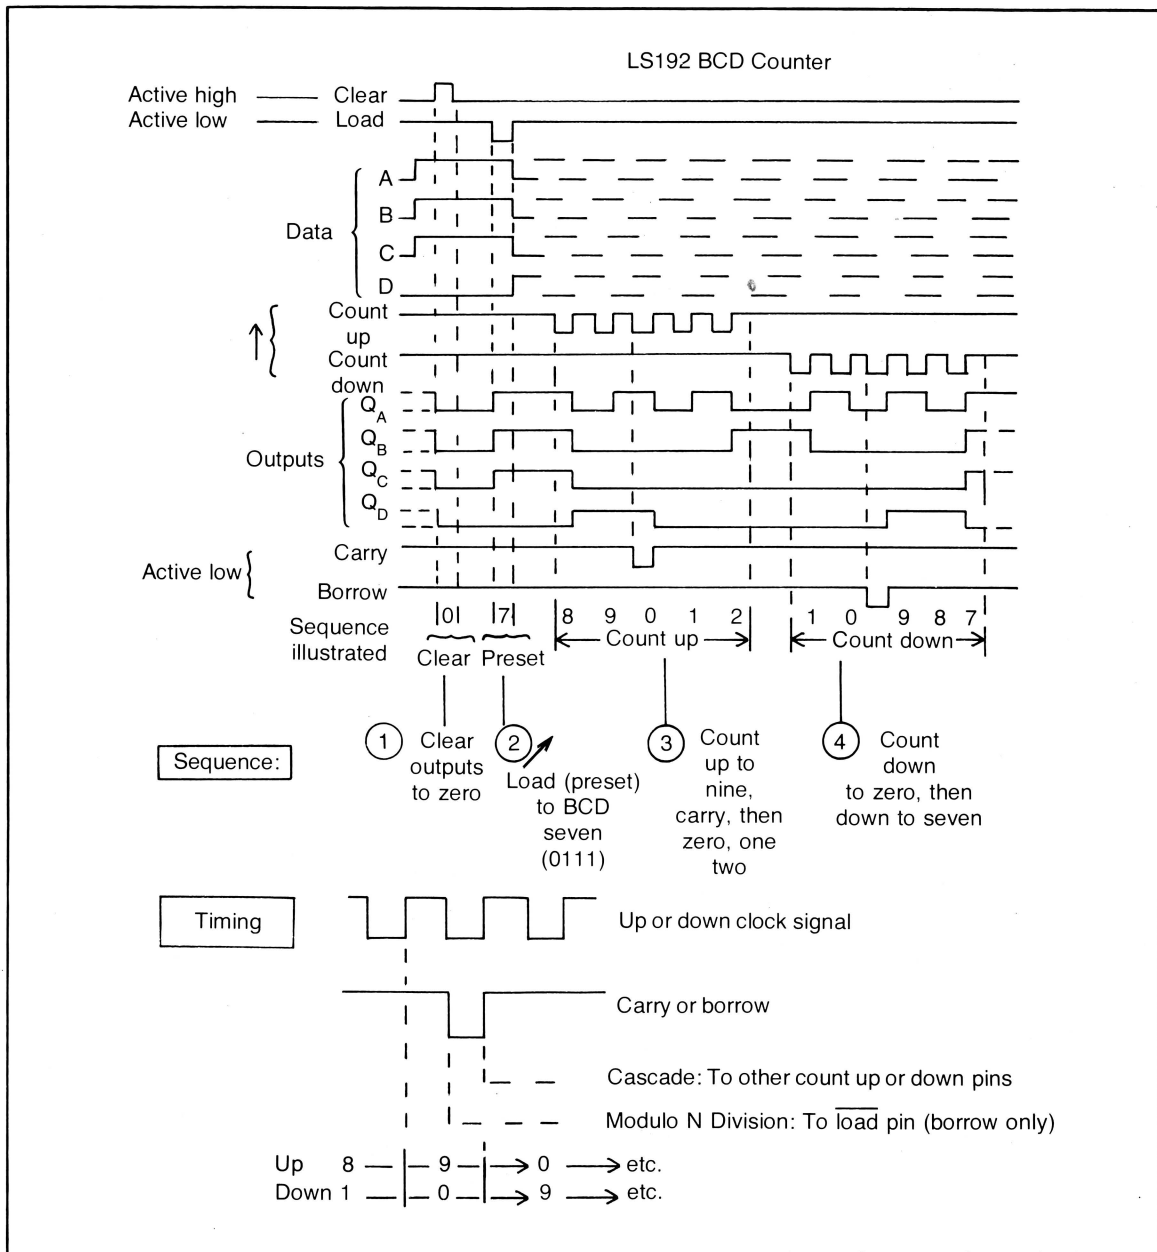 LS192 BCD Counter
Active high Clear
Active low Load
Data
A
B
C
D
Count
up
Count
down
Outputs
QA
QB
QC
QD
Active low
Carry
Borrow
Sequence
illustrated
0 7 8 9 0 1 2 1 0 9 8 7
Clear Preset Count up Count down
Sequence:
1 Clear
outputs
to zero
2 Load (preset)
to BCD
seven
(0111)
3 Count
up to
nine,
carry, then
zero, one
two
4 Count
down
to zero, then
down to seven
Timing
Up or down clock signal
Carry or borrow
Cascade: To other count up or down pins
Modulo N Division: To load pin (borrow only)
Up 8 9 0 etc.
Down 1 0 9 etc.